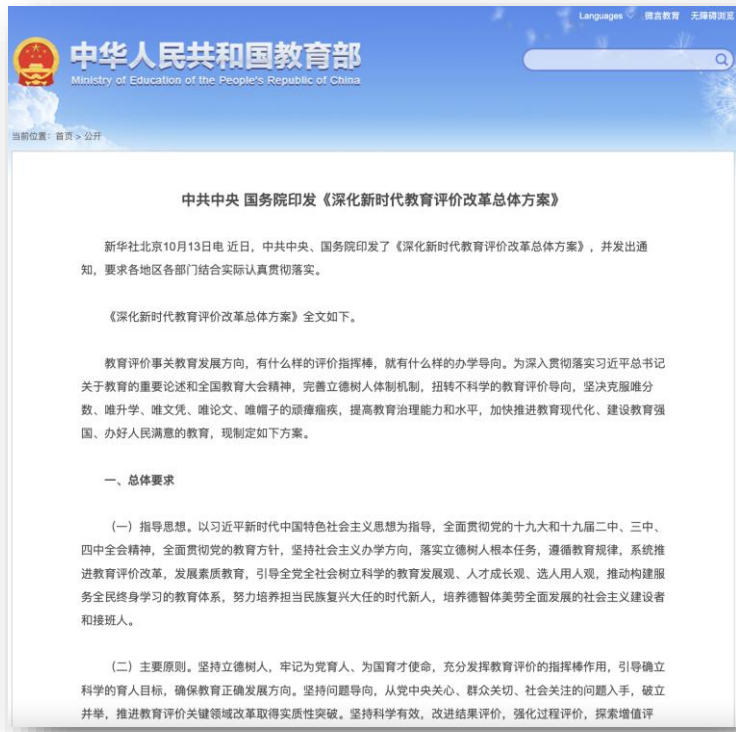 Languages 微言教育 无障碍浏览
中华人民共和国教育部
Ministry of Education of the People's Republic of China
当前位置：首页 > 公开
中共中央 国务院印发《深化新时代教育评价改革总体方案》
新华社北京10月13日电 近日，中共中央、国务院印发了《深化新时代教育评价改革总体方案》，并发出通
知，要求各地区各部门结合实际认真贯彻落实。
《深化新时代教育评价改革总体方案》全文如下。
教育评价事关教育发展方向，有什么样的评价指挥棒，就有什么样的办学导向。为深入贯彻落实习近平总书记
关于教育的重要论述和全国教育大会精神，完善立德树人体制机制，扭转不科学的教育评价导向，坚决克服唯分
数、唯升学、唯文凭、唯论文、唯帽子的顽瘴痼疾，提高教育治理能力和水平，加快推进教育现代化、建设教育强
国、办好人民满意的教育，现制定如下方案。
一、总体要求
（一）指导思想。以习近平新时代中国特色社会主义思想为指导，全面贯彻党的十九大和十九届二中、三中、
四中全会精神，全面贯彻党的教育方针，坚持社会主义办学方向，落实立德树人根本任务，遵循教育规律，系统推
进教育评价改革，发展素质教育，引导全党全社会树立科学的教育发展观、人才成长观、选人用人观，推动构建服
务全民终身学习的教育体系，努力培养担当民族复兴大任的时代新人，培养德智体美劳全面发展的社会主义建设者
和接班人。
（二）主要原则。坚持立德树人，牢记为党育人、为国育才使命，充分发挥教育评价的指挥棒作用，引导确立
科学的育人目标，确保教育正确发展方向。坚持问题导向，从党中央关心、群众关切、社会关注的问题入手，破立
并举，推进教育评价关键领域改革取得实质性突破。坚持科学有效，改进结果评价，强化过程评价，探索增值评